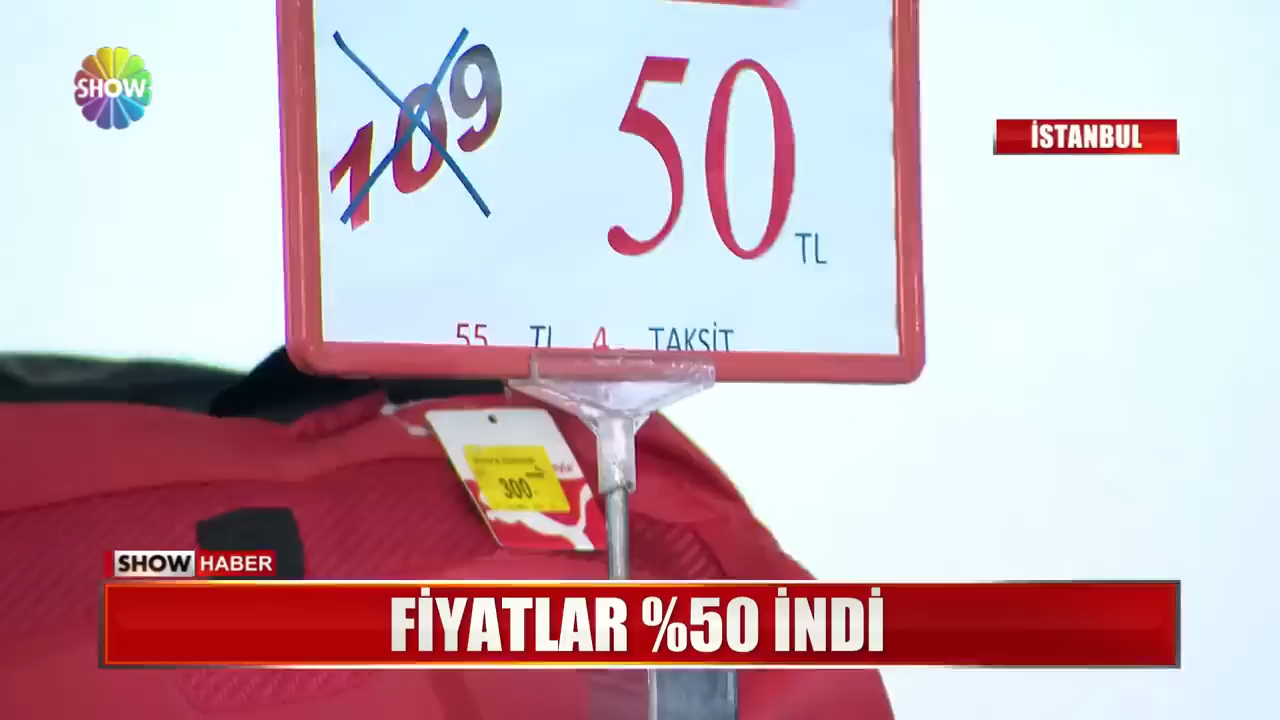 SHOW
109
50
TL
İSTANBUL
55 TL 4 TAKSİT
300
SHOW HABER
FİYATLAR %50 İNDİ